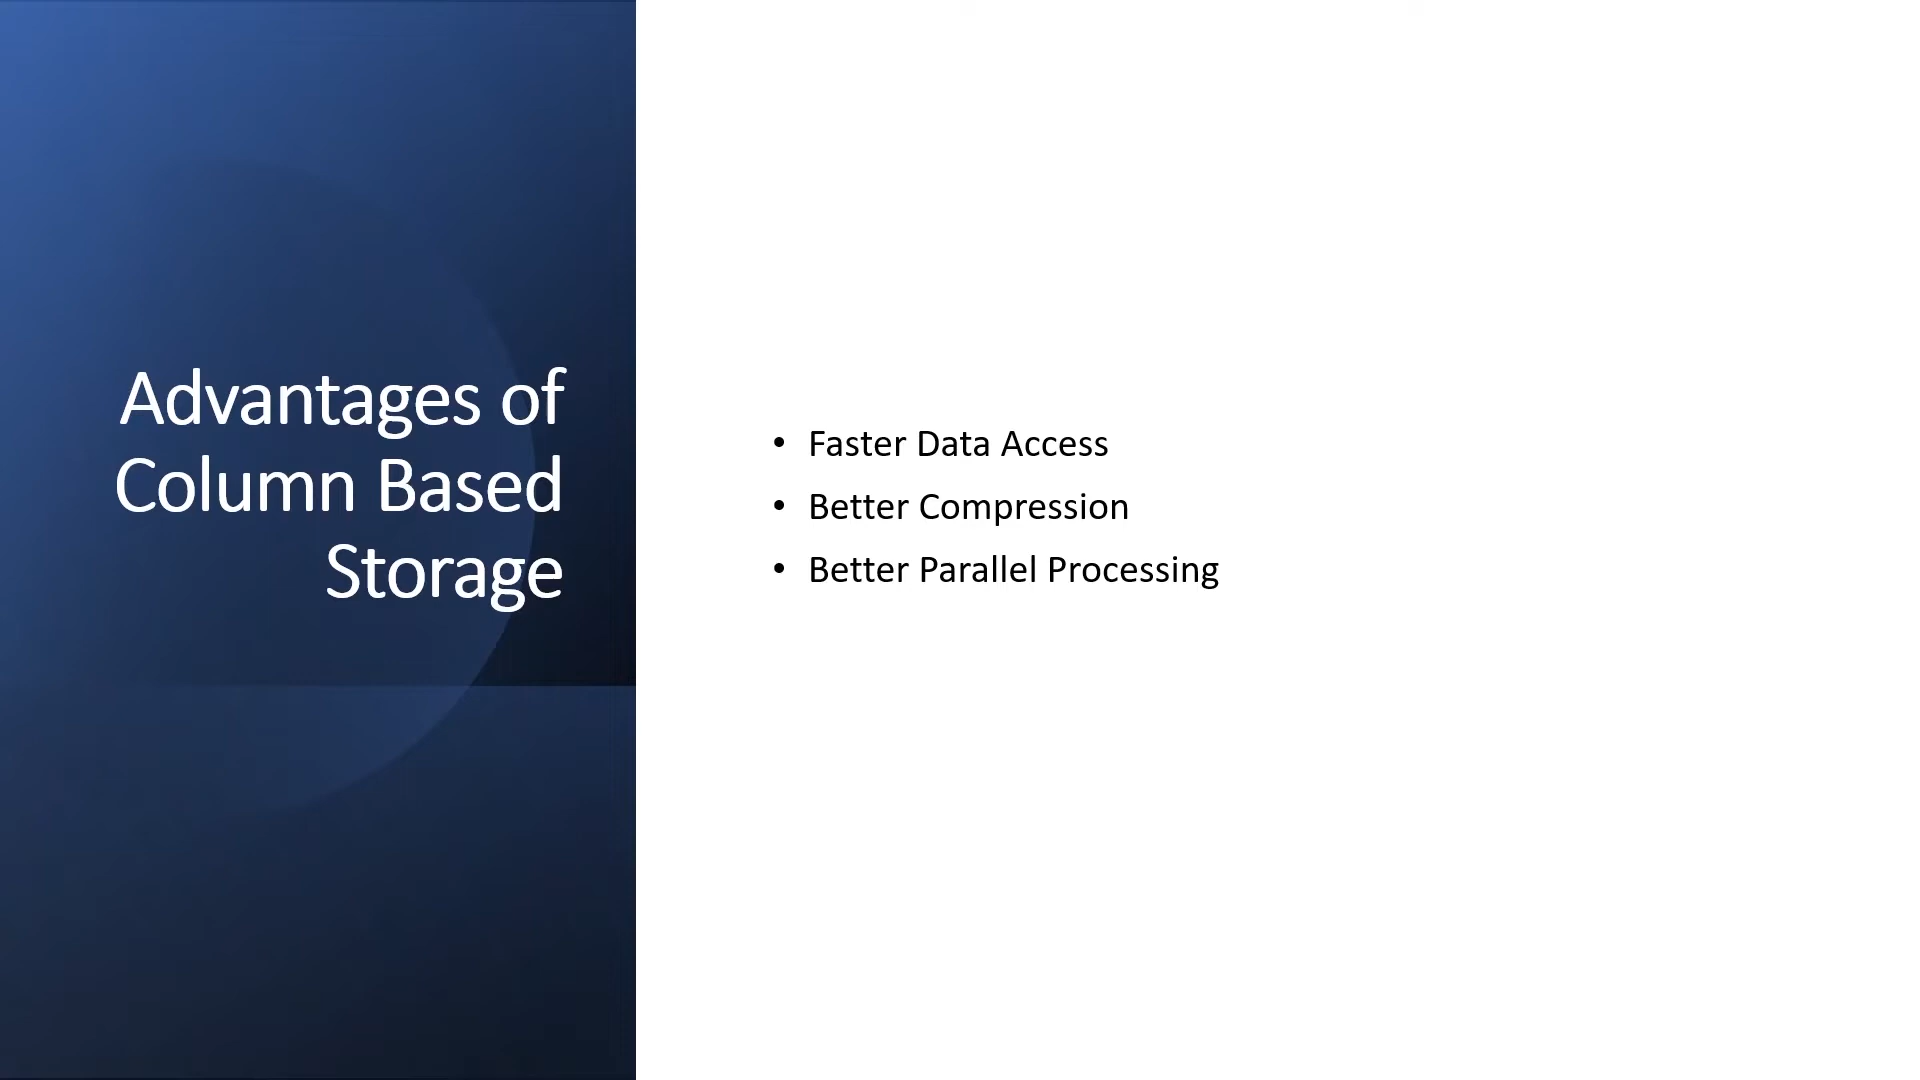 Advantages of
Column Based
Storage
• Faster Data Access
• Better Compression
• Better Parallel Processing